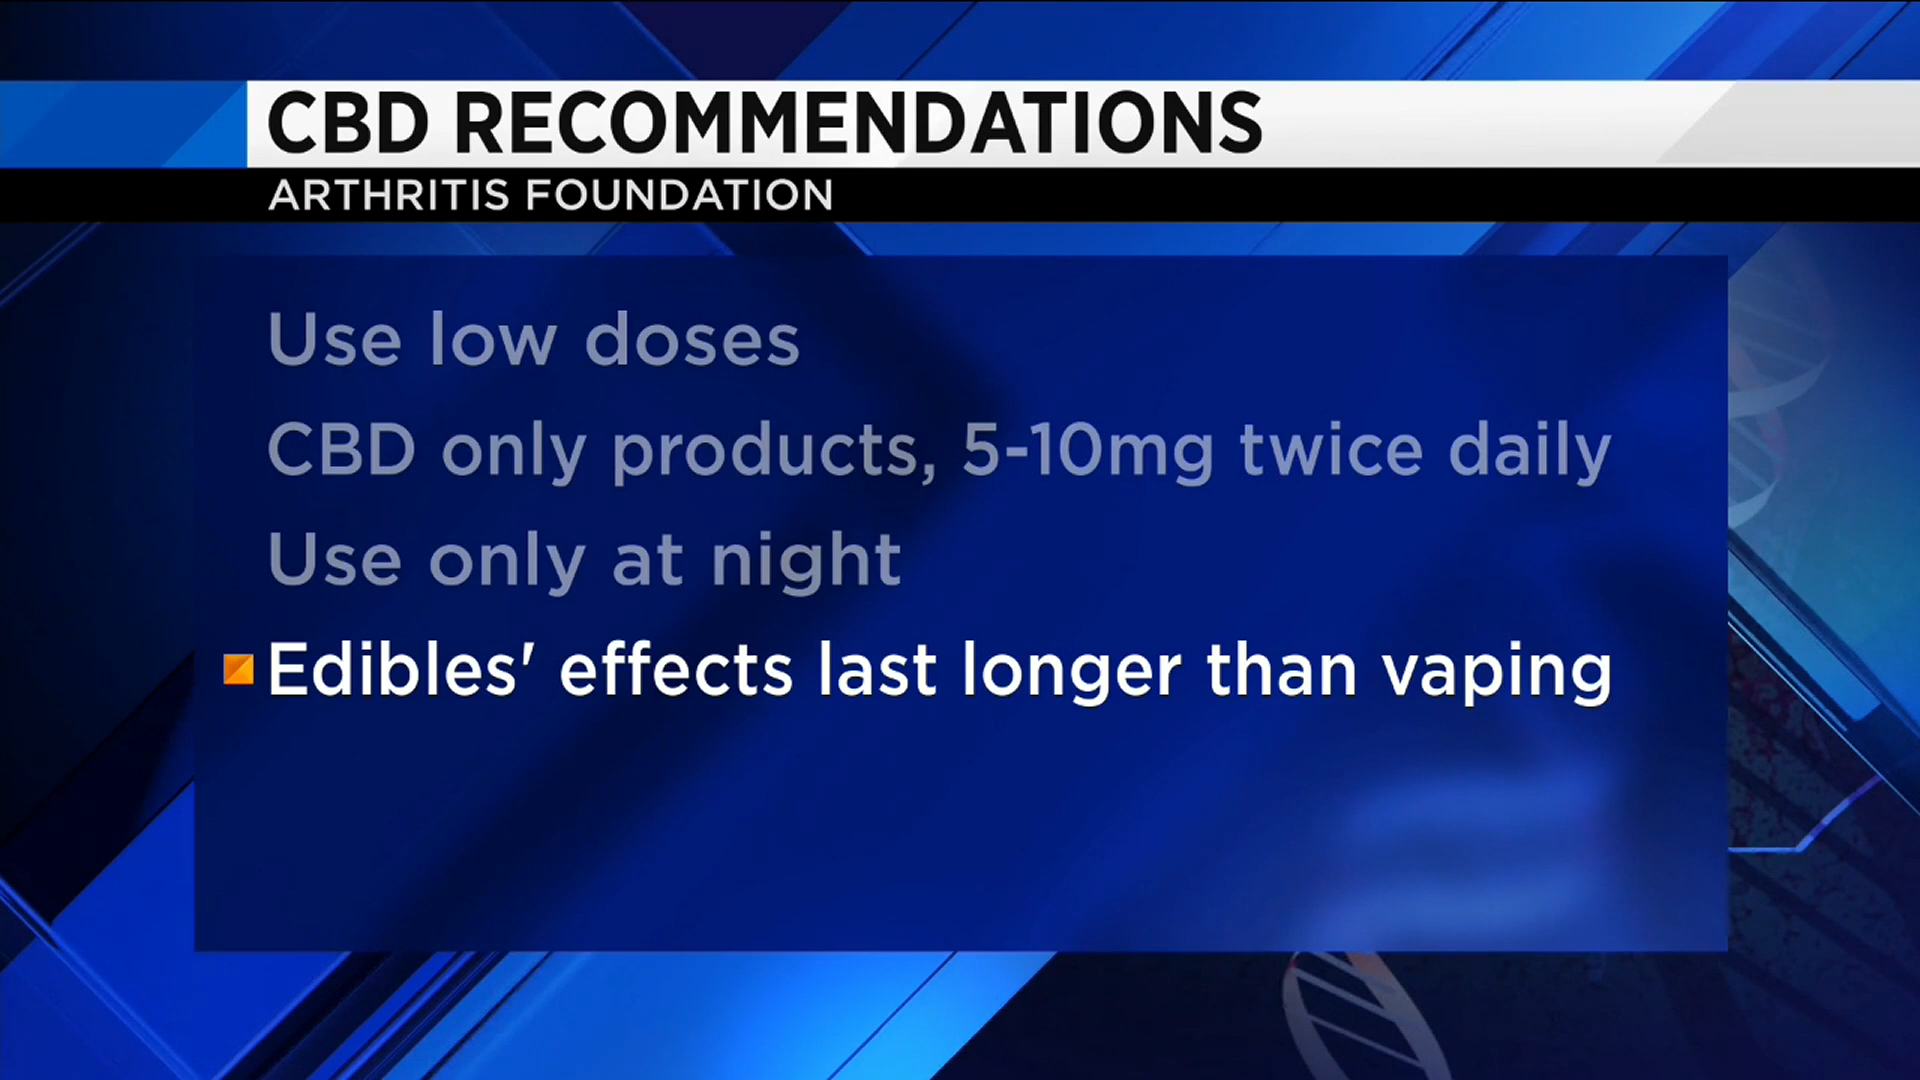 CBD RECOMMENDATIONS
ARTHRITIS FOUNDATION
Use low doses
CBD only products, 5-10mg twice daily
Use only at night
Edibles' effects last longer than vaping